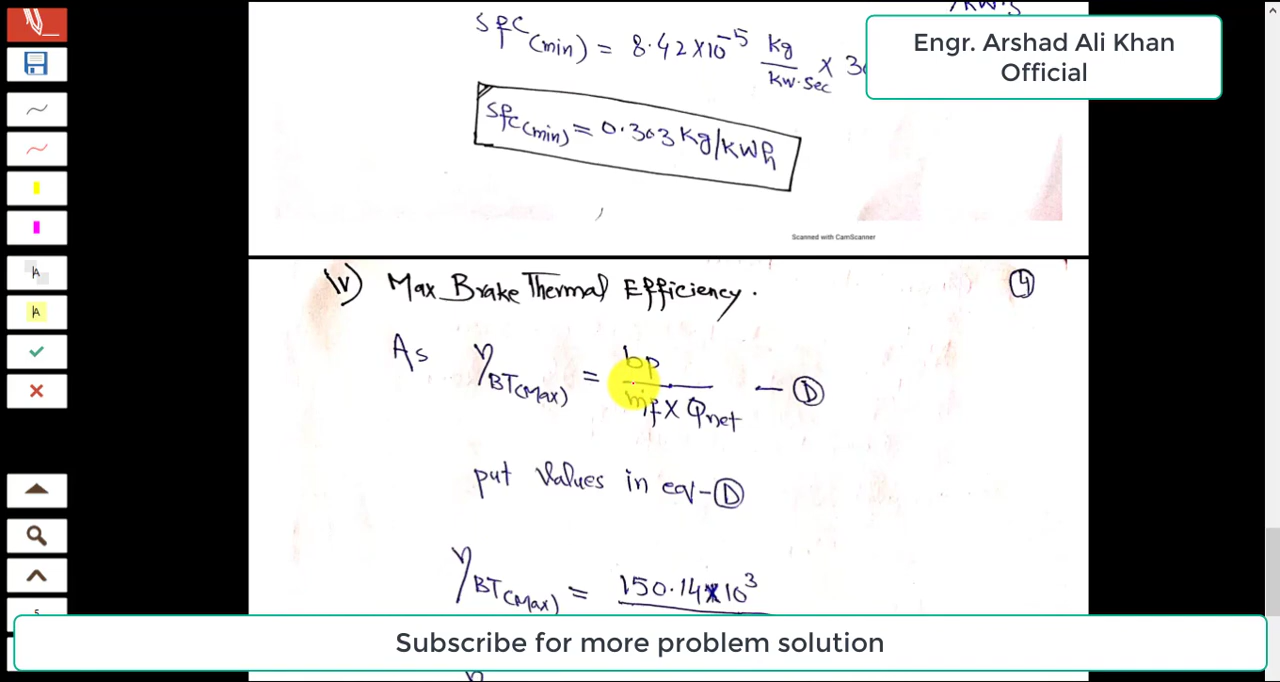 /kW.S
Engr. Arshad Ali Khan
Official
Sfc(min) = 8.42×10-5 kg/kw.sec × 3
Sfc(min) = 0.303 Kg/kWh
Scanned with CamScanner
iv) Max Brake Thermal Efficiency.
4
As ηBT(Max) = bp / ṁf × Qnet — D
put values in eq-D
ηBT(Max) = 150.14×10³
Subscribe for more problem solution